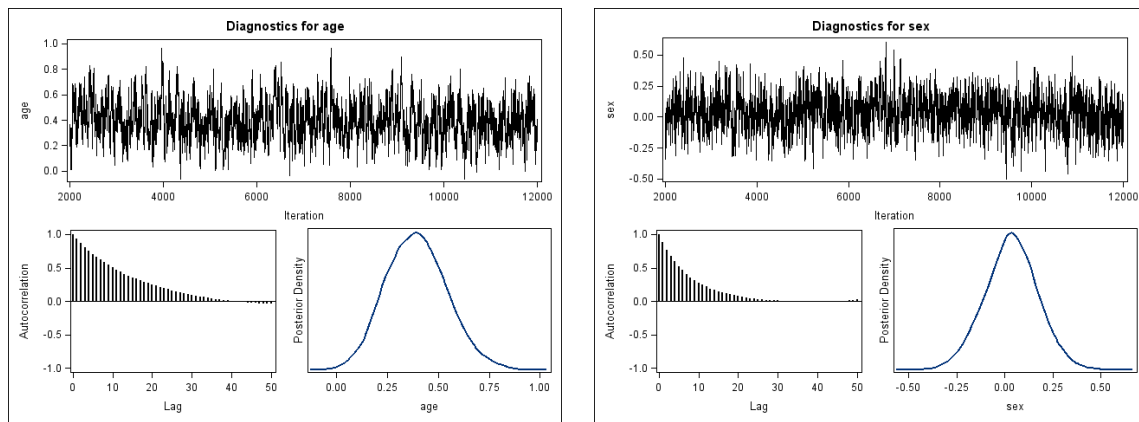 Diagnostics for age
1.0
0.8
0.6
0.4
0.2
0.0
age
2000 4000 6000 8000 10000 12000
Iteration
1.0
0.5
0.0
-0.5
-1.0
Autocorrelation
0 10 20 30 40 50
Lag
Posterior Density
0.00 0.25 0.50 0.75 1.00
age
Diagnostics for sex
0.50
0.25
0.00
-0.25
-0.50
sex
2000 4000 6000 8000 10000 12000
Iteration
1.0
0.5
0.0
-0.5
-1.0
Autocorrelation
0 10 20 30 40 50
Lag
Posterior Density
-0.50 -0.25 0.00 0.25 0.50
sex